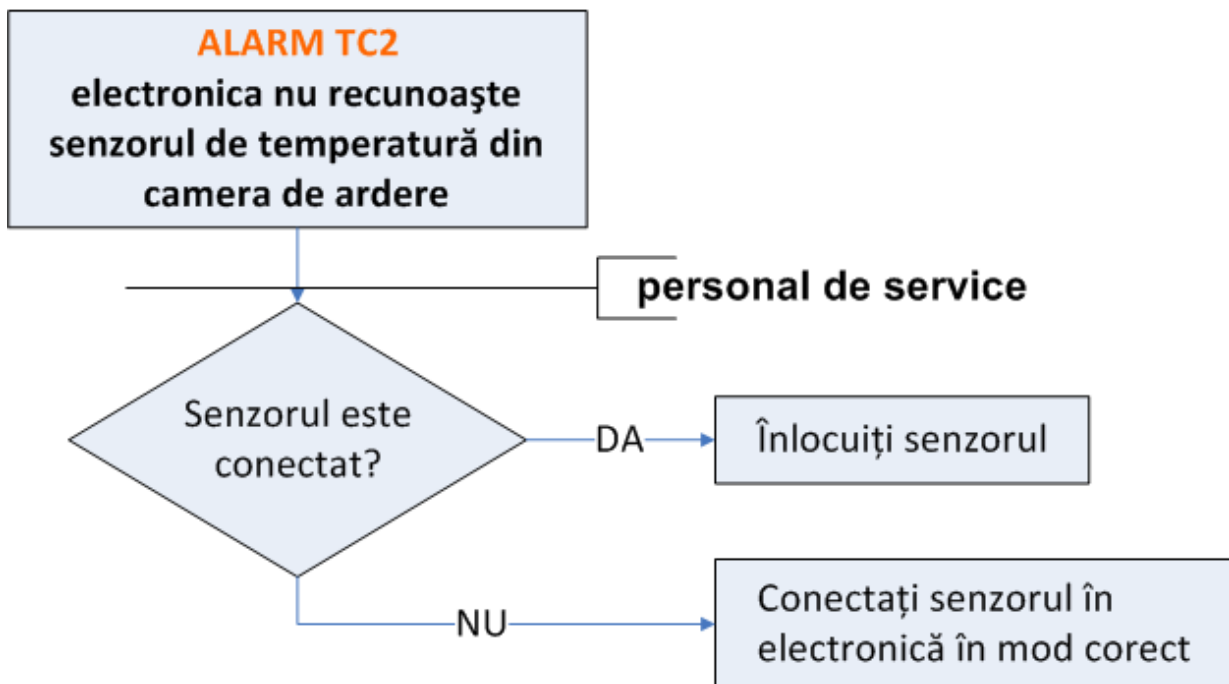 ALARM TC2
electronica nu recunoaşte
senzorul de temperatură din
camera de ardere
personal de service
Senzorul este
conectat?
DA
Înlocuiți senzorul
NU
Conectați senzorul în
electronică în mod corect